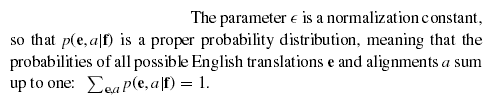 The parameter ϵ is a normalization constant,
so that p(e, a|f) is a proper probability distribution, meaning that the
probabilities of all possible English translations e and alignments a sum
up to one: ∑e,a p(e, a|f) = 1.